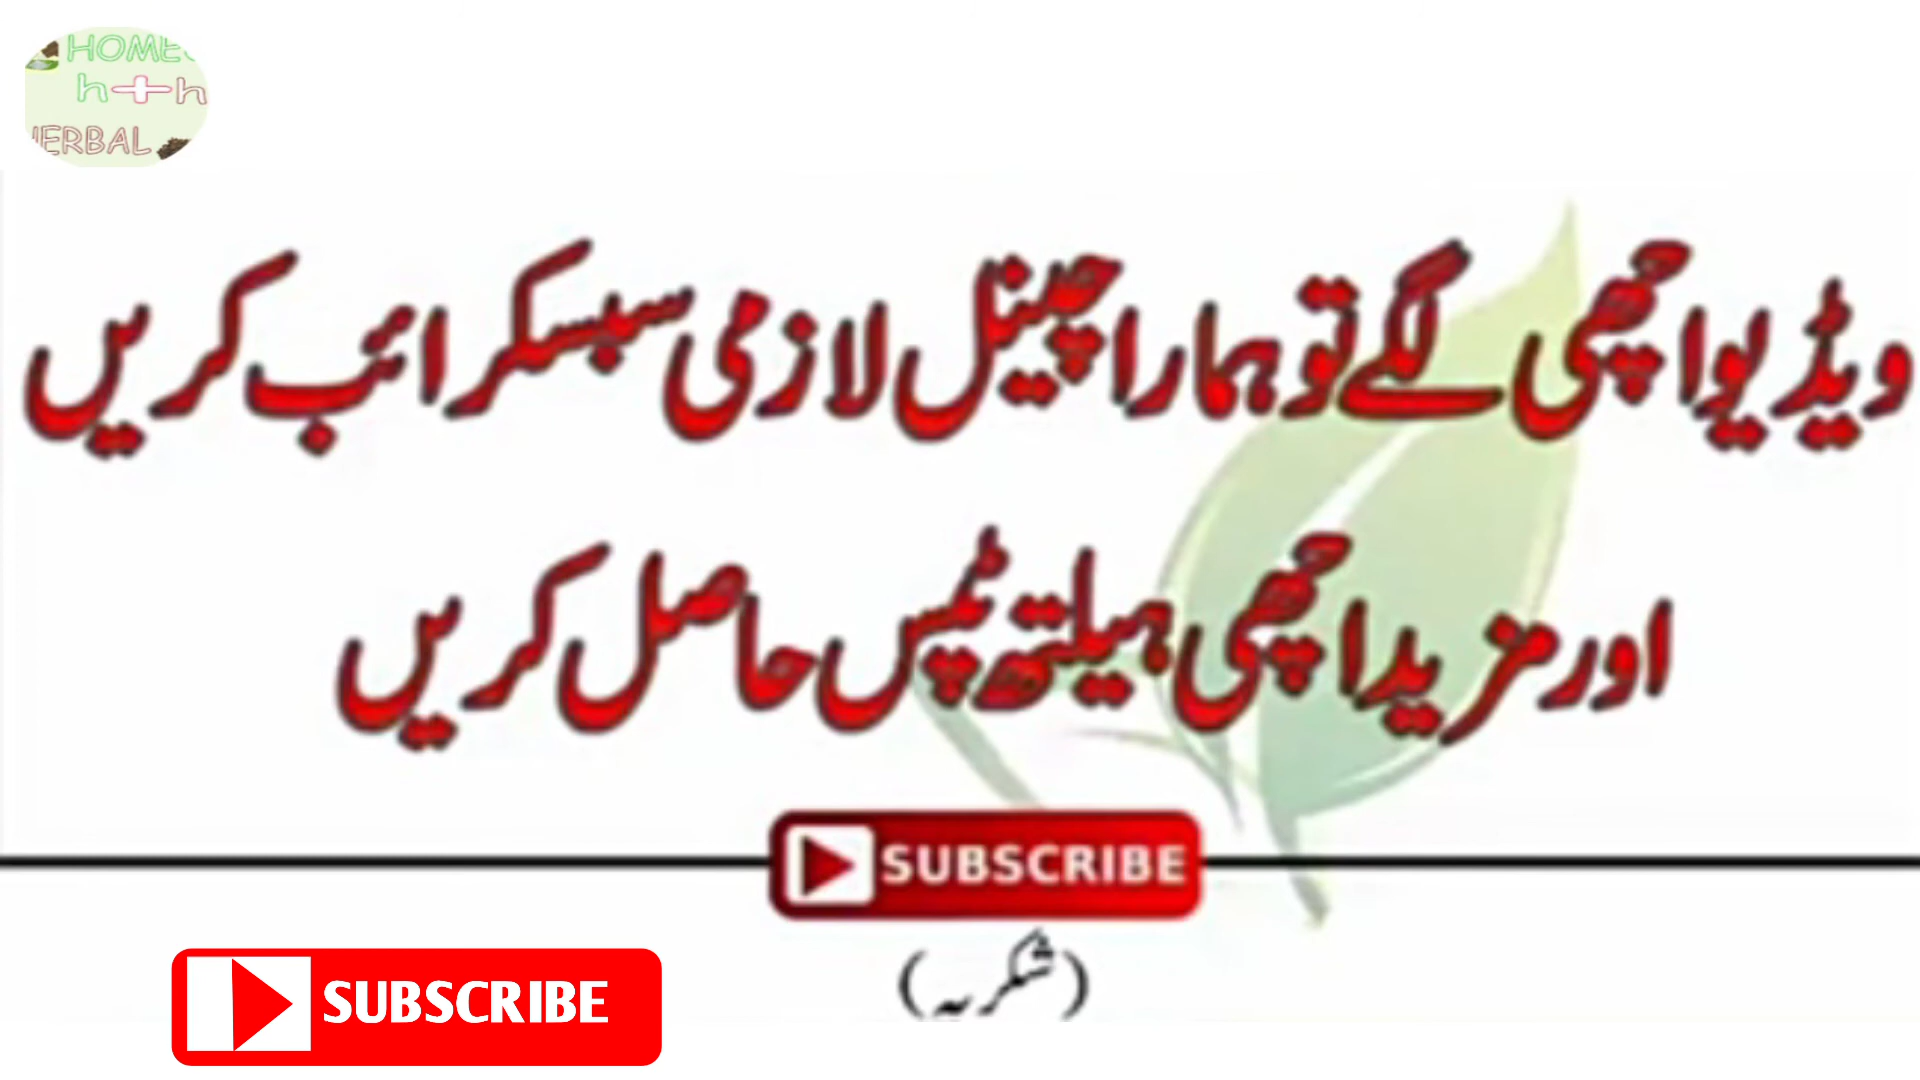 HOME
h+h
HERBAL
ویڈیو اچھی لگے تو ہمارا چینل لازمی سبسکرائب کریں
اور مزید اچھی ہیلتھ ٹپس حاصل کریں
SUBSCRIBE
(شکریہ)
SUBSCRIBE